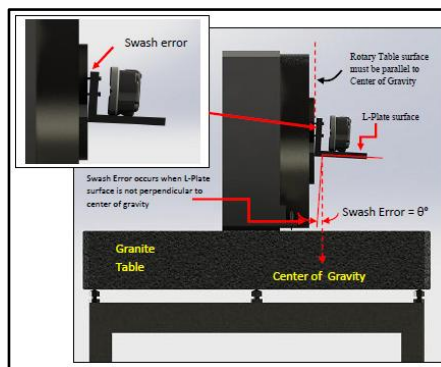 Swash error
Rotary Table surface
must be parallel to
Center of Gravity
L-Plate surface
Swash Error occurs when L-Plate
surface is not perpendicular to
center of gravity
Swash Error = θ°
Granite
Table
Center of Gravity